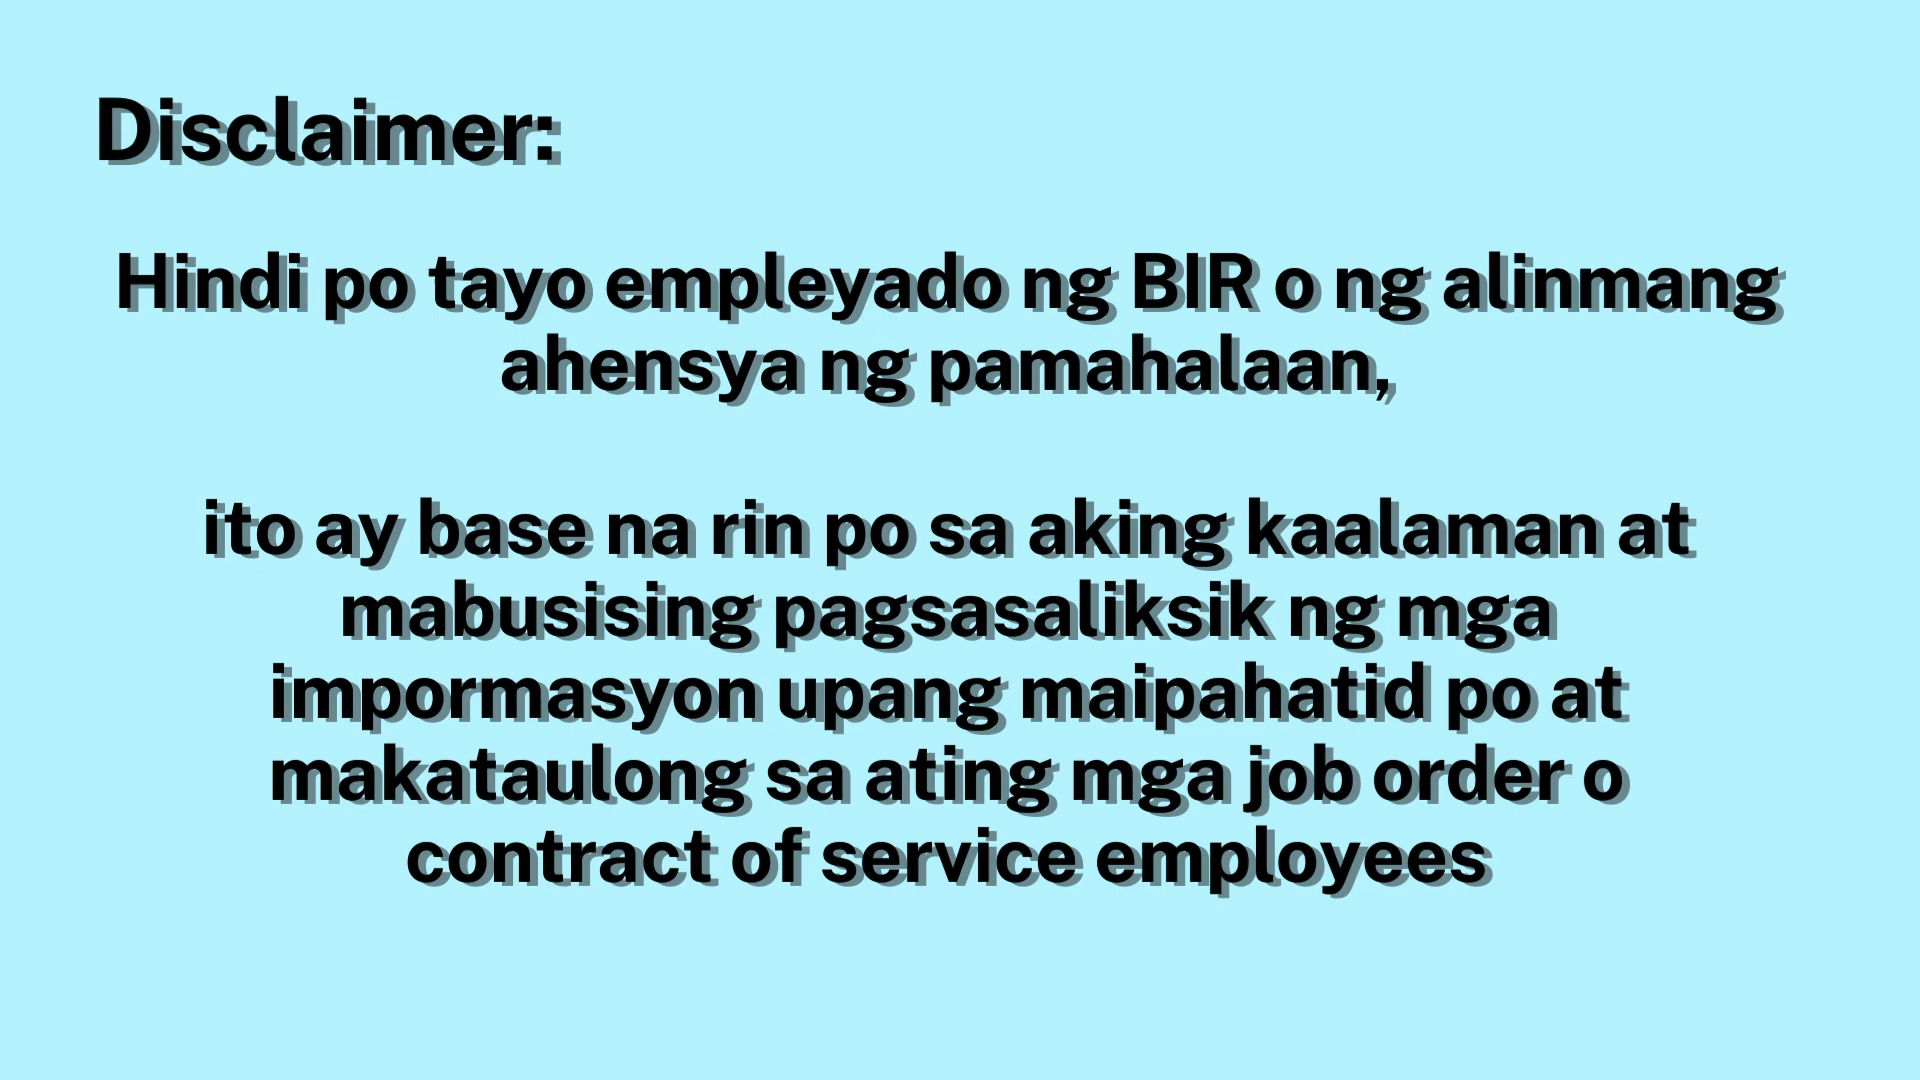 Disclaimer:
Hindi po tayo empleyado ng BIR o ng alinmang
ahensya ng pamahalaan,
ito ay base na rin po sa aking kaalaman at
mabusising pagsasaliksik ng mga
impormasyon upang maipahatid po at
makataulong sa ating mga job order o
contract of service employees